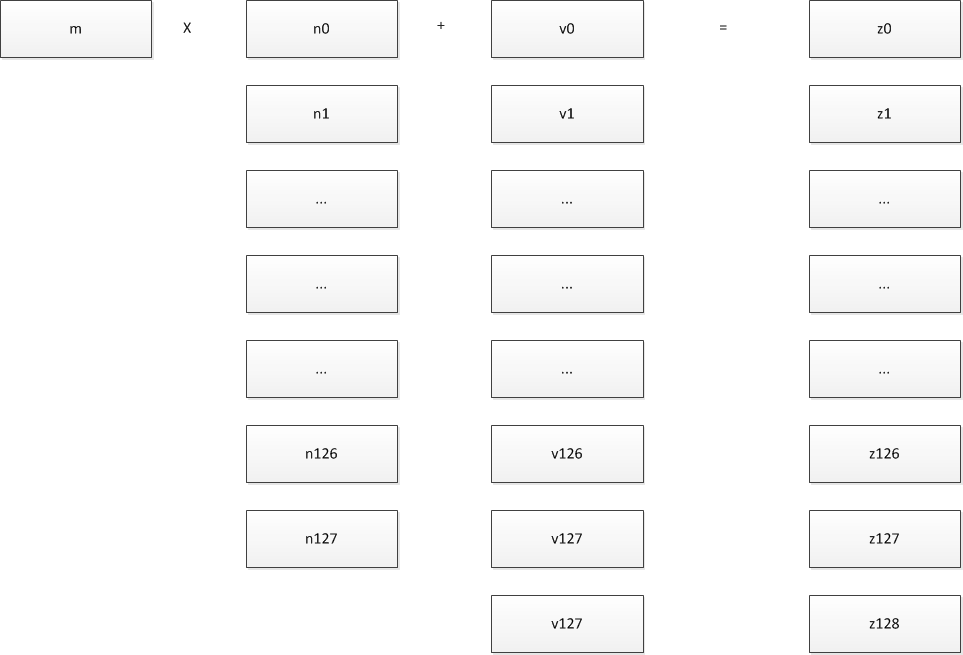 m X n0 + v0 = z0
n1 v1 z1
... ... ...
... ... ...
... ... ...
n126 v126 z126
n127 v127 z127
v127 z128